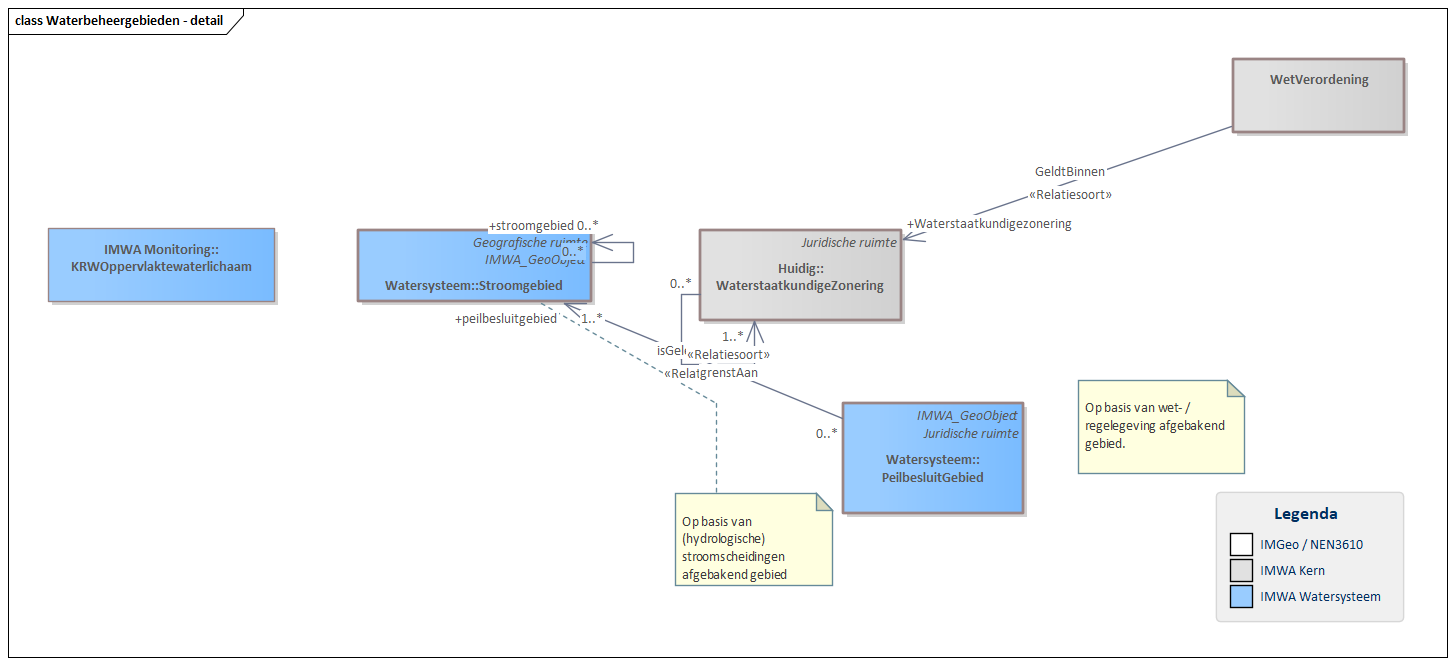 class Waterbeheergebieden - detail
WetVerordening
GeldtBinnen
«Relatiesoort»
+Waterstaatkundigezonering
IMWA Monitoring::
KRWOppervlaktewaterlichaam
+stroomgebied 0..*
Geografische ruimte
0..*
IMWA_GeoObject
Watersysteem::Stroomgebied
Juridische ruimte
Huidig::
WaterstaatkundigeZonering
0..*
+peilbesluitgebied
1..*
1..*
«Relatiesoort»
grenstAan
0..*
IMWA_GeoObject
Juridische ruimte
Watersysteem::
PeilbesluitGebied
Op basis van wet- /
regelegeving afgebakend
gebied.
Op basis van
(hydrologische)
stroomscheidingen
afgebakend gebied
Legenda
IMGeo / NEN3610
IMWA Kern
IMWA Watersysteem